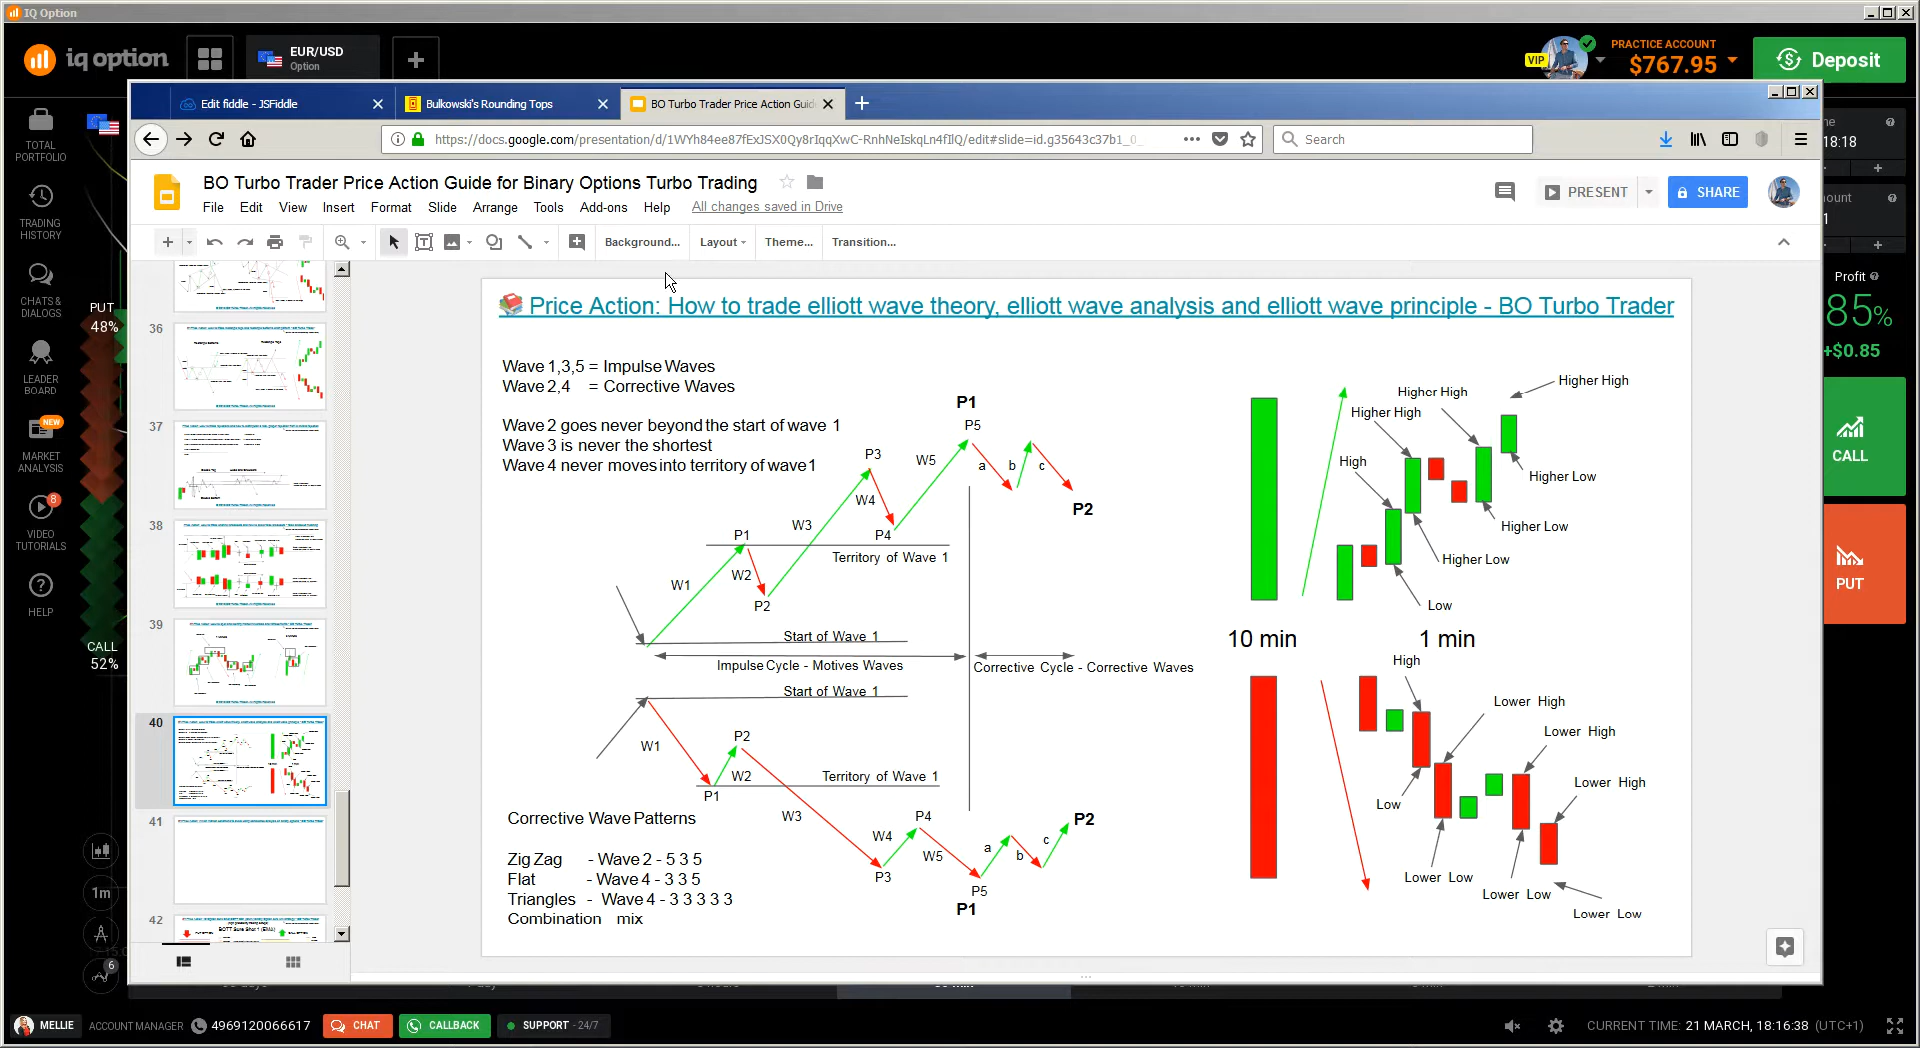 IQ Option
iq option
EUR/USD
Option
VIP
PRACTICE ACCOUNT
$767.95
Deposit
Edit fiddle - JSFiddle
Bulkowski's Rounding Tops
BO Turbo Trader Price Action Guid
https://docs.google.com/presentation/d/1WYh84ee87fExJSX0Qy8rIqqXwC-RnhNeIskqLn4fIlQ/edit#slide=id.g35643c37b1_0_
Search
BO Turbo Trader Price Action Guide for Binary Options Turbo Trading
PRESENT
SHARE
File Edit View Insert Format Slide Arrange Tools Add-ons Help All changes saved in Drive
Background... Layout Theme... Transition...
TOTAL
PORTFOLIO
TRADING
HISTORY
CHATS &
DIALOGS
LEADER
BOARD
NEW
MARKET
ANALYSIS
8
VIDEO
TUTORIALS
HELP
PUT
48%
CALL
52%
1m
6
36
37
38
39
40
41
42
18:18
1
Profit
85%
+$0.85
CALL
PUT
Price Action: How to trade elliott wave theory, elliott wave analysis and elliott wave principle - BO Turbo Trader
Wave 1,3,5 = Impulse Waves
Wave 2,4 = Corrective Waves
Wave 2 goes never beyond the start of wave 1
Wave 3 is never the shortest
Wave 4 never moves into territory of wave 1
P1
P5
P3
W5
a b c
W4
P2
W3
P1
P4
Territory of Wave 1
W2
W1
P2
Start of Wave 1
Impulse Cycle - Motives Waves
Corrective Cycle - Corrective Waves
Start of Wave 1
W1
P2
W2
Territory of Wave 1
P1
W3
P4
P2
W4
a
c
W5
b
P3
P5
P1
Corrective Wave Patterns
Zig Zag - Wave 2 - 5 3 5
Flat - Wave 4 - 3 3 5
Triangles - Wave 4 - 3 3 3 3 3
Combination mix
Higher High
Higher High
Higher High
High
Higher Low
Higher Low
Higher Low
Low
10 min
1 min
High
Lower High
Lower High
Lower High
Low
Lower Low
Lower Low
Lower Low
MELLIE
ACCOUNT MANAGER
4969120066617
CHAT
CALLBACK
SUPPORT - 24/7
CURRENT TIME: 21 MARCH, 18:16:38 (UTC+1)